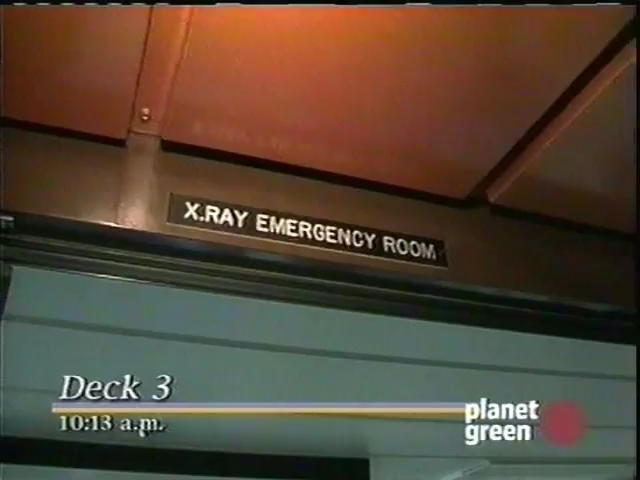 X.RAY EMERGENCY ROOM
Deck 3
10:13 a.m.
planet
green